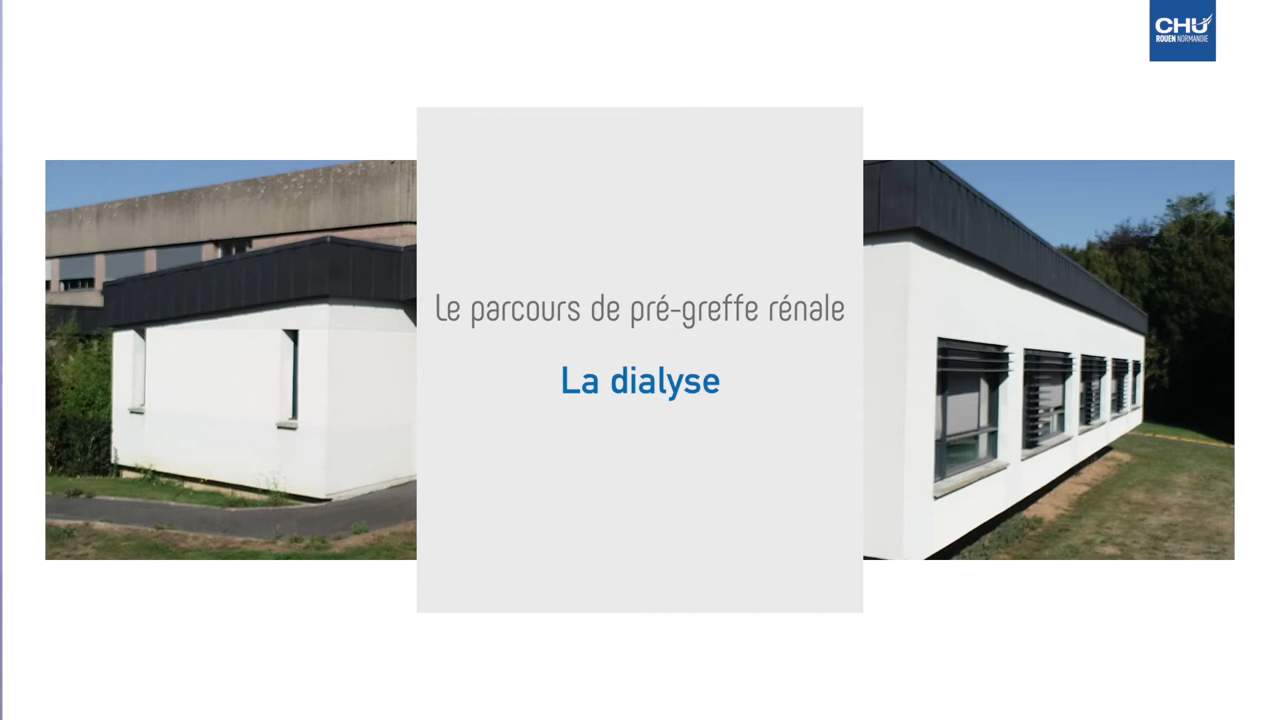 CHU
ROUEN NORMANDIE
Le parcours de pré-greffe rénale
La dialyse